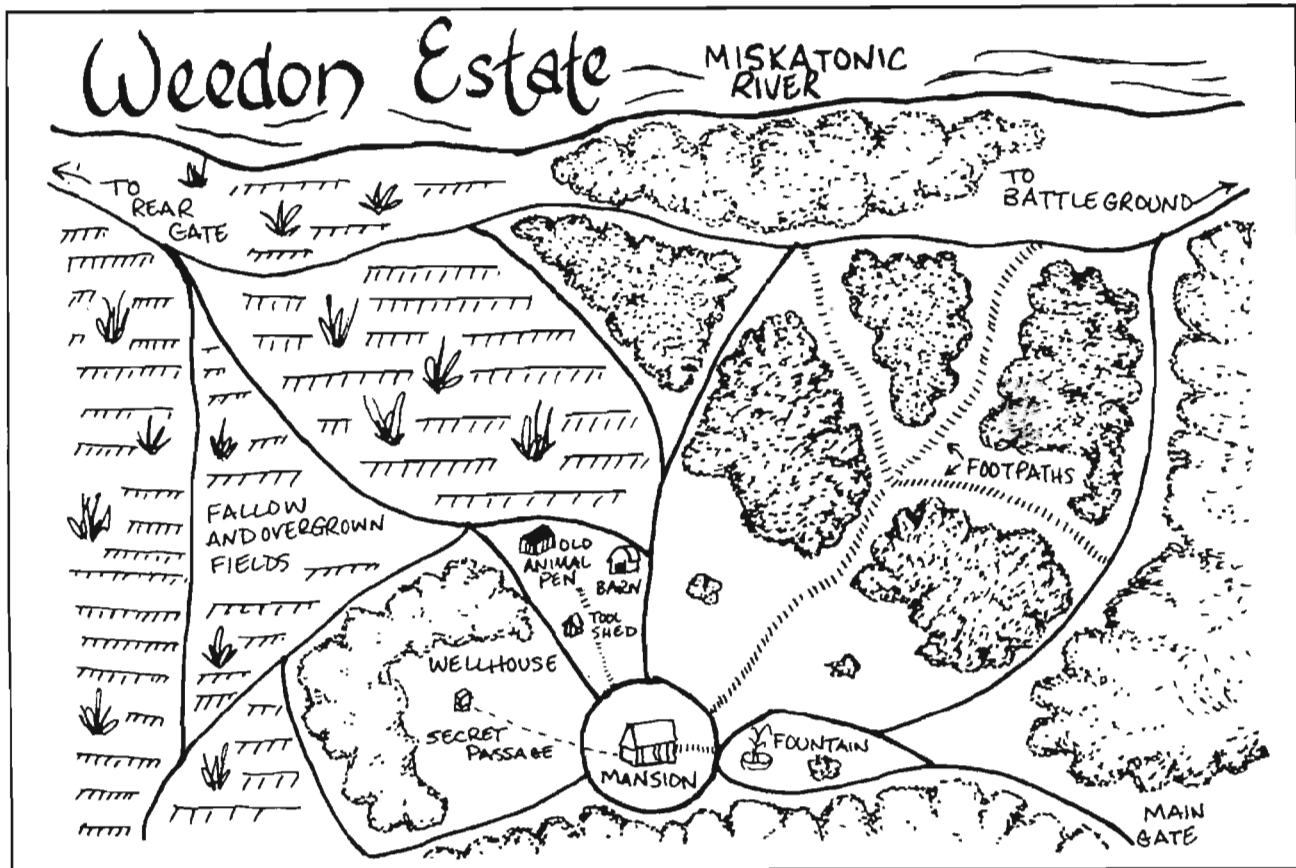 Weedon Estate
MISKATONIC
RIVER
TO
REAR
GATE
TO
BATTLEGROUND
FOOTPATHS
FALLOW
AND OVERGROWN
FIELDS
OLD
ANIMAL
PEN
BARN
TOOL
SHED
WELLHOUSE
SECRET
PASSAGE
MANSION
FOUNTAIN
MAIN
GATE